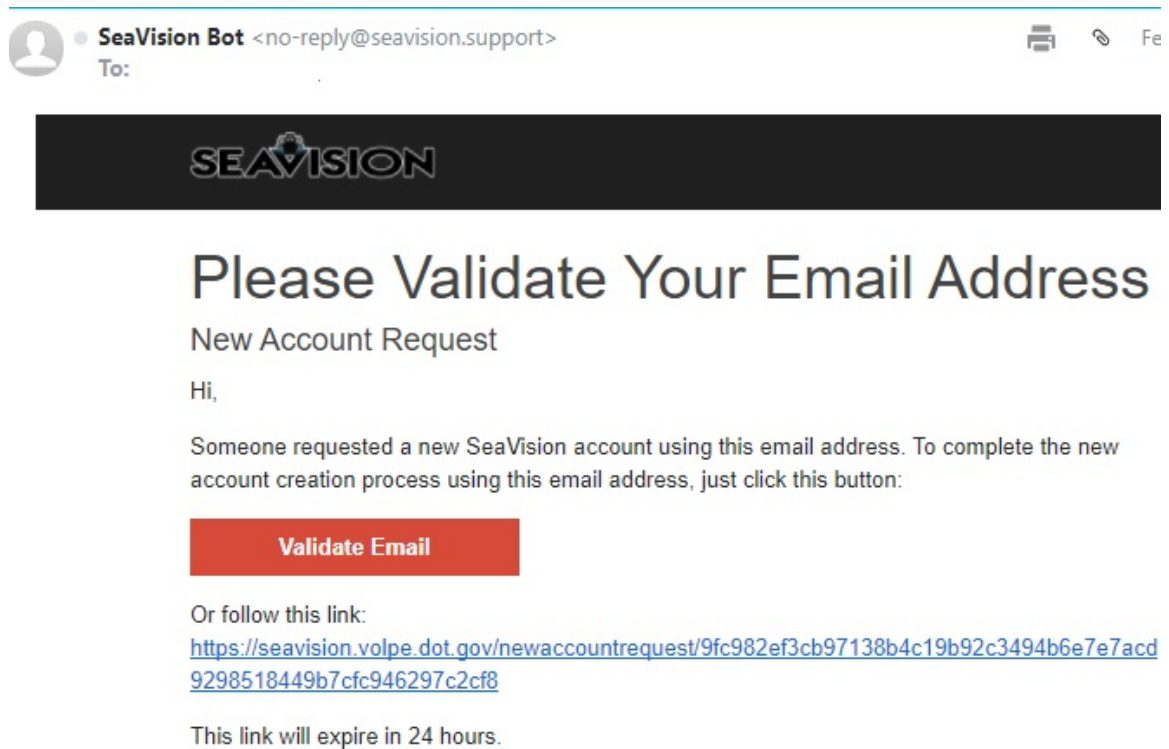 SeaVision Bot <no-reply@seavision.support>
Fe
To:
SEAVISION
Please Validate Your Email Address
New Account Request
Hi,
Someone requested a new SeaVision account using this email address. To complete the new
account creation process using this email address, just click this button:
Validate Email
Or follow this link:
https://seavision.volpe.dot.gov/newaccountrequest/9fc982ef3cb97138b4c19b92c3494b6e7e7acd
9298518449b7cfc946297c2cf8
This link will expire in 24 hours.